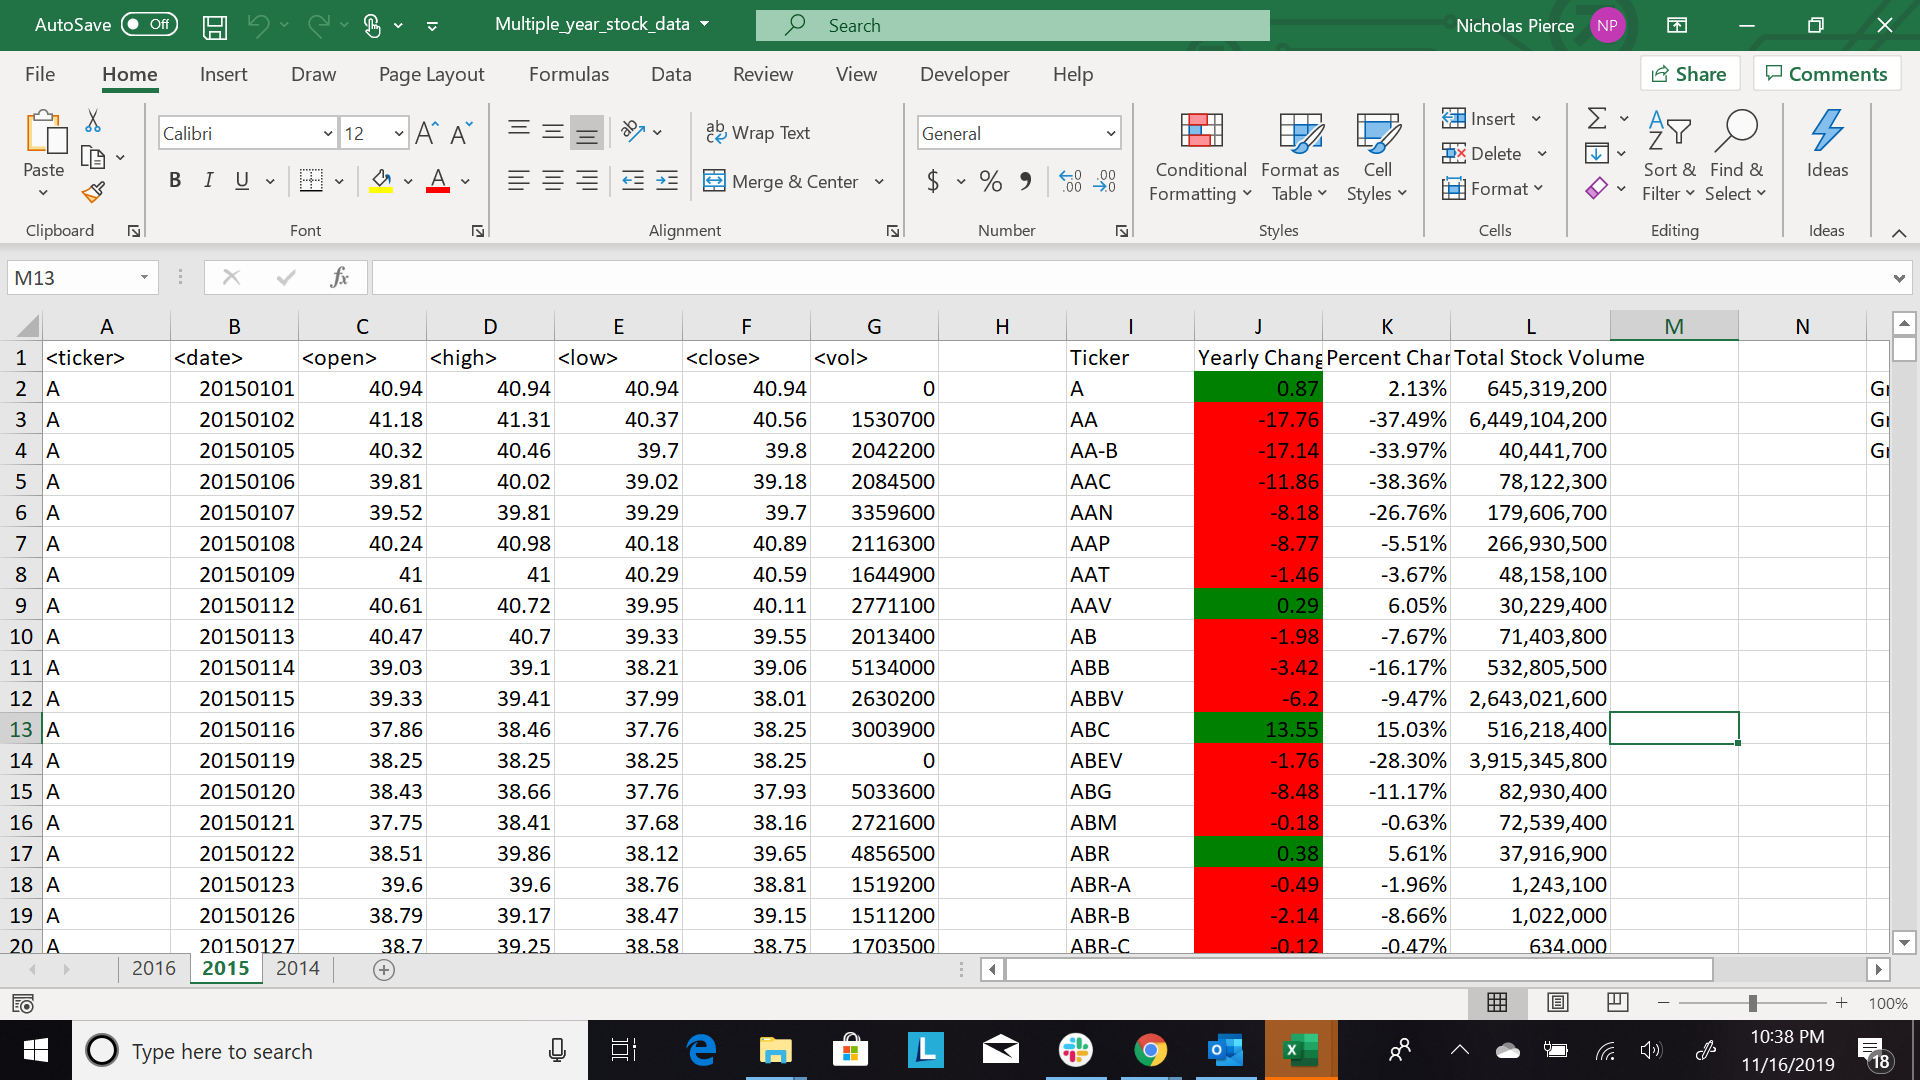 AutoSave Off Multiple_year_stock_data Search Nicholas Pierce NP
File Home Insert Draw Page Layout Formulas Data Review View Developer Help Share Comments
Calibri 12 ab Wrap Text General Insert
Paste Conditional Format as Cell Delete Sort & Find & Ideas
B I U A Merge & Center $ % Formatting Table Styles Format Filter Select
Clipboard Font Alignment Number Styles Cells Editing Ideas
M13 fx
A B C D E F G H I J K L M N
1 <ticker> <date> <open> <high> <low> <close> <vol> Ticker Yearly Chang Percent Char Total Stock Volume
2 A 20150101 40.94 40.94 40.94 40.94 0 A 0.87 2.13% 645,319,200 Gr
3 A 20150102 41.18 41.31 40.37 40.56 1530700 AA -17.76 -37.49% 6,449,104,200 Gr
4 A 20150105 40.32 40.46 39.7 39.8 2042200 AA-B -17.14 -33.97% 40,441,700 Gr
5 A 20150106 39.81 40.02 39.02 39.18 2084500 AAC -11.86 -38.36% 78,122,300
6 A 20150107 39.52 39.81 39.29 39.7 3359600 AAN -8.18 -26.76% 179,606,700
7 A 20150108 40.24 40.98 40.18 40.89 2116300 AAP -8.77 -5.51% 266,930,500
8 A 20150109 41 41 40.29 40.59 1644900 AAT -1.46 -3.67% 48,158,100
9 A 20150112 40.61 40.72 39.95 40.11 2771100 AAV 0.29 6.05% 30,229,400
10 A 20150113 40.47 40.7 39.33 39.55 2013400 AB -1.98 -7.67% 71,403,800
11 A 20150114 39.03 39.1 38.21 39.06 5134000 ABB -3.42 -16.17% 532,805,500
12 A 20150115 39.33 39.41 37.99 38.01 2630200 ABBV -6.2 -9.47% 2,643,021,600
13 A 20150116 37.86 38.46 37.76 38.25 3003900 ABC 13.55 15.03% 516,218,400
14 A 20150119 38.25 38.25 38.25 38.25 0 ABEV -1.76 -28.30% 3,915,345,800
15 A 20150120 38.43 38.66 37.76 37.93 5033600 ABG -8.48 -11.17% 82,930,400
16 A 20150121 37.75 38.41 37.68 38.16 2721600 ABM -0.18 -0.63% 72,539,400
17 A 20150122 38.51 39.86 38.12 39.65 4856500 ABR 0.38 5.61% 37,916,900
18 A 20150123 39.6 39.6 38.76 38.81 1519200 ABR-A -0.49 -1.96% 1,243,100
19 A 20150126 38.79 39.17 38.47 39.15 1511200 ABR-B -2.14 -8.66% 1,022,000
20 A 20150127 38.7 39.25 38.58 38.75 1703500 ABR-C -0.12 -0.47% 634,000
2016 2015 2014
100%
Type here to search 10:38 PM
11/16/2019 18